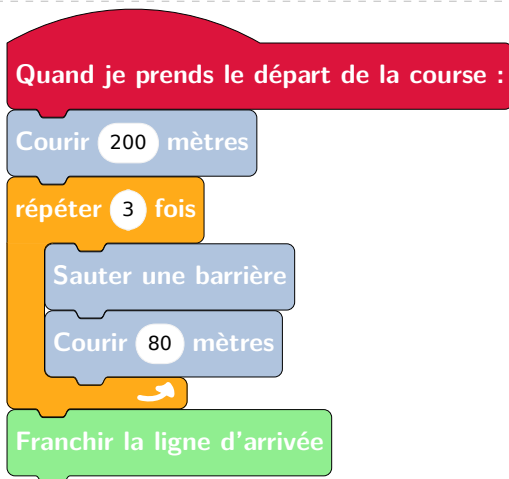 Quand je prends le départ de la course :
Courir 200 mètres
répéter 3 fois
Sauter une barrière
Courir 80 mètres
Franchir la ligne d'arrivée